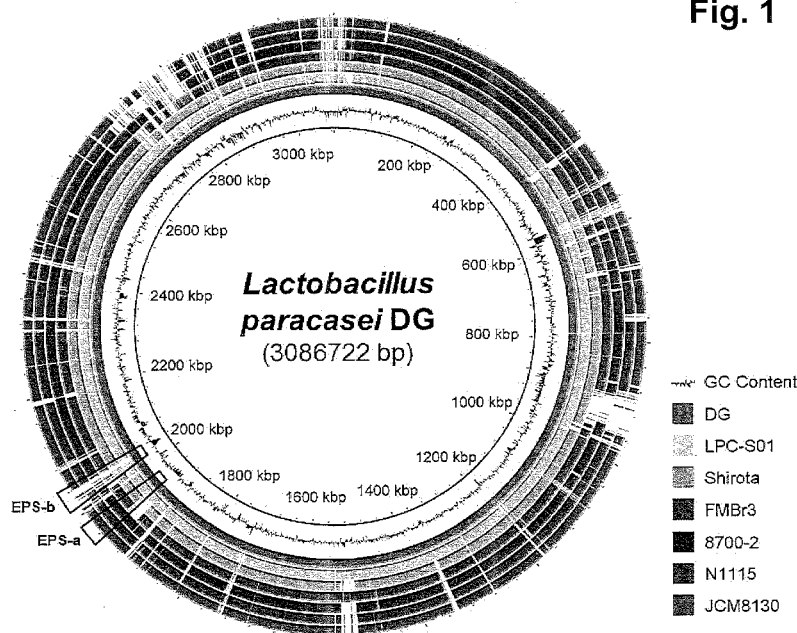 Fig. 1
3000 kbp
200 kbp
400 kbp
600 kbp
800 kbp
1000 kbp
1200 kbp
1400 kbp
1600 kbp
1800 kbp
2000 kbp
2200 kbp
2400 kbp
2600 kbp
2800 kbp
Lactobacillus
paracasei DG
(3086722 bp)
EPS-b
EPS-a
GC Content
DG
LPC-S01
Shirota
FMBr3
8700-2
N1115
JCM8130